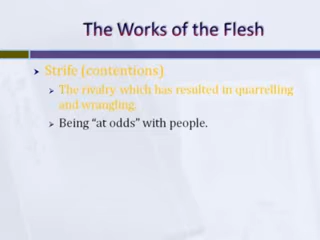 The Works of the Flesh
Strife (contentions)
The rivalry which has resulted in quarrelling
and wrangling.
Being “at odds” with people.